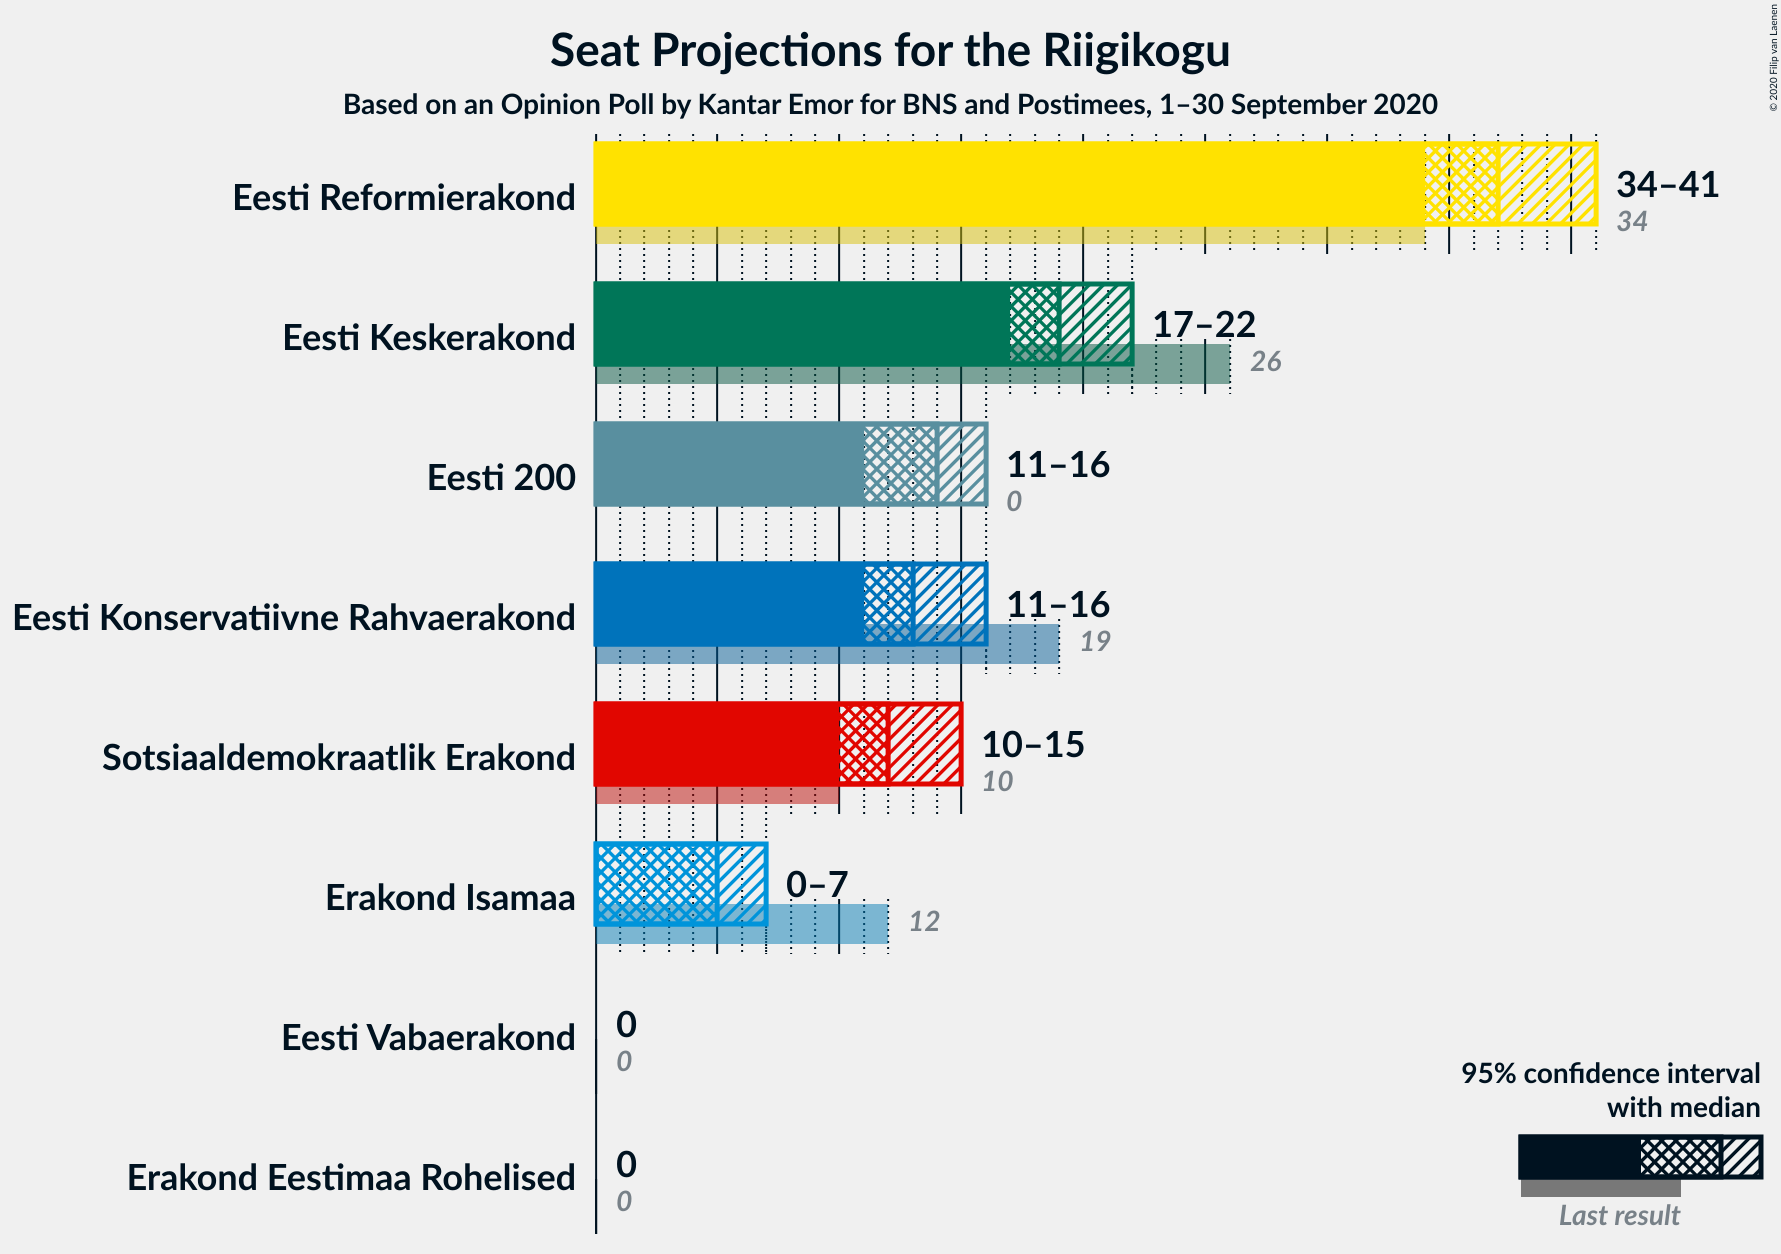 Seat Projections for the Riigikogu
Based on an Opinion Poll by Kantar Emor for BNS and Postimees, 1–30 September 2020
© 2020 Filip van Laenen
Eesti Reformierakond
34–41
34
Eesti Keskerakond
17–22
26
Eesti 200
11–16
0
Eesti Konservatiivne Rahvaerakond
11–16
19
Sotsiaaldemokraatlik Erakond
10–15
10
Erakond Isamaa
0–7
12
Eesti Vabaerakond
0
0
Erakond Eestimaa Rohelised
0
0
95% confidence interval
with median
Last result